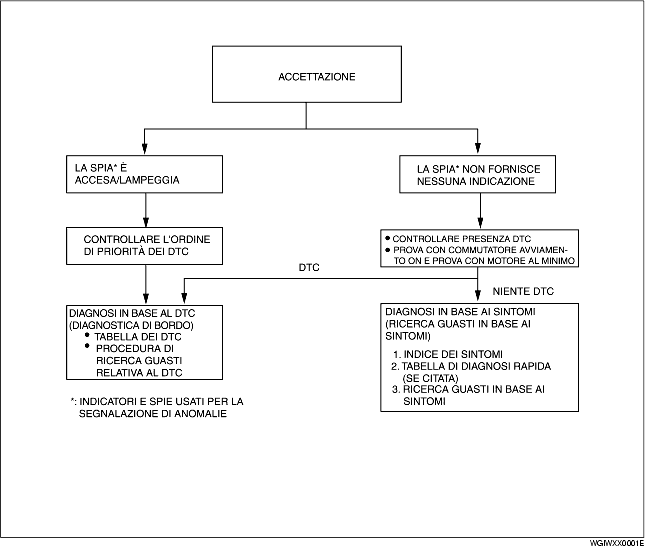 ACCETTAZIONE
LA SPIA* È
ACCESA/LAMPEGGIA
LA SPIA* NON FORNISCE
NESSUNA INDICAZIONE
CONTROLLARE L'ORDINE
DI PRIORITÀ DEI DTC
● CONTROLLARE PRESENZA DTC
● PROVA CON COMMUTATORE AVVIAMEN-
TO ON E PROVA CON MOTORE AL MINIMO
DTC
NIENTE DTC
DIAGNOSI IN BASE AL DTC
(DIAGNOSTICA DI BORDO)
● TABELLA DEI DTC
● PROCEDURA DI
RICERCA GUASTI
RELATIVA AL DTC
DIAGNOSI IN BASE AI SINTOMI
(RICERCA GUASTI IN BASE AI
SINTOMI)
1. INDICE DEI SINTOMI
2. TABELLA DI DIAGNOSI RAPIDA
(SE CITATA)
3. RICERCA GUASTI IN BASE AI
SINTOMI
*: INDICATORI E SPIE USATI PER LA
SEGNALAZIONE DI ANOMALIE
WGIWXX0001E